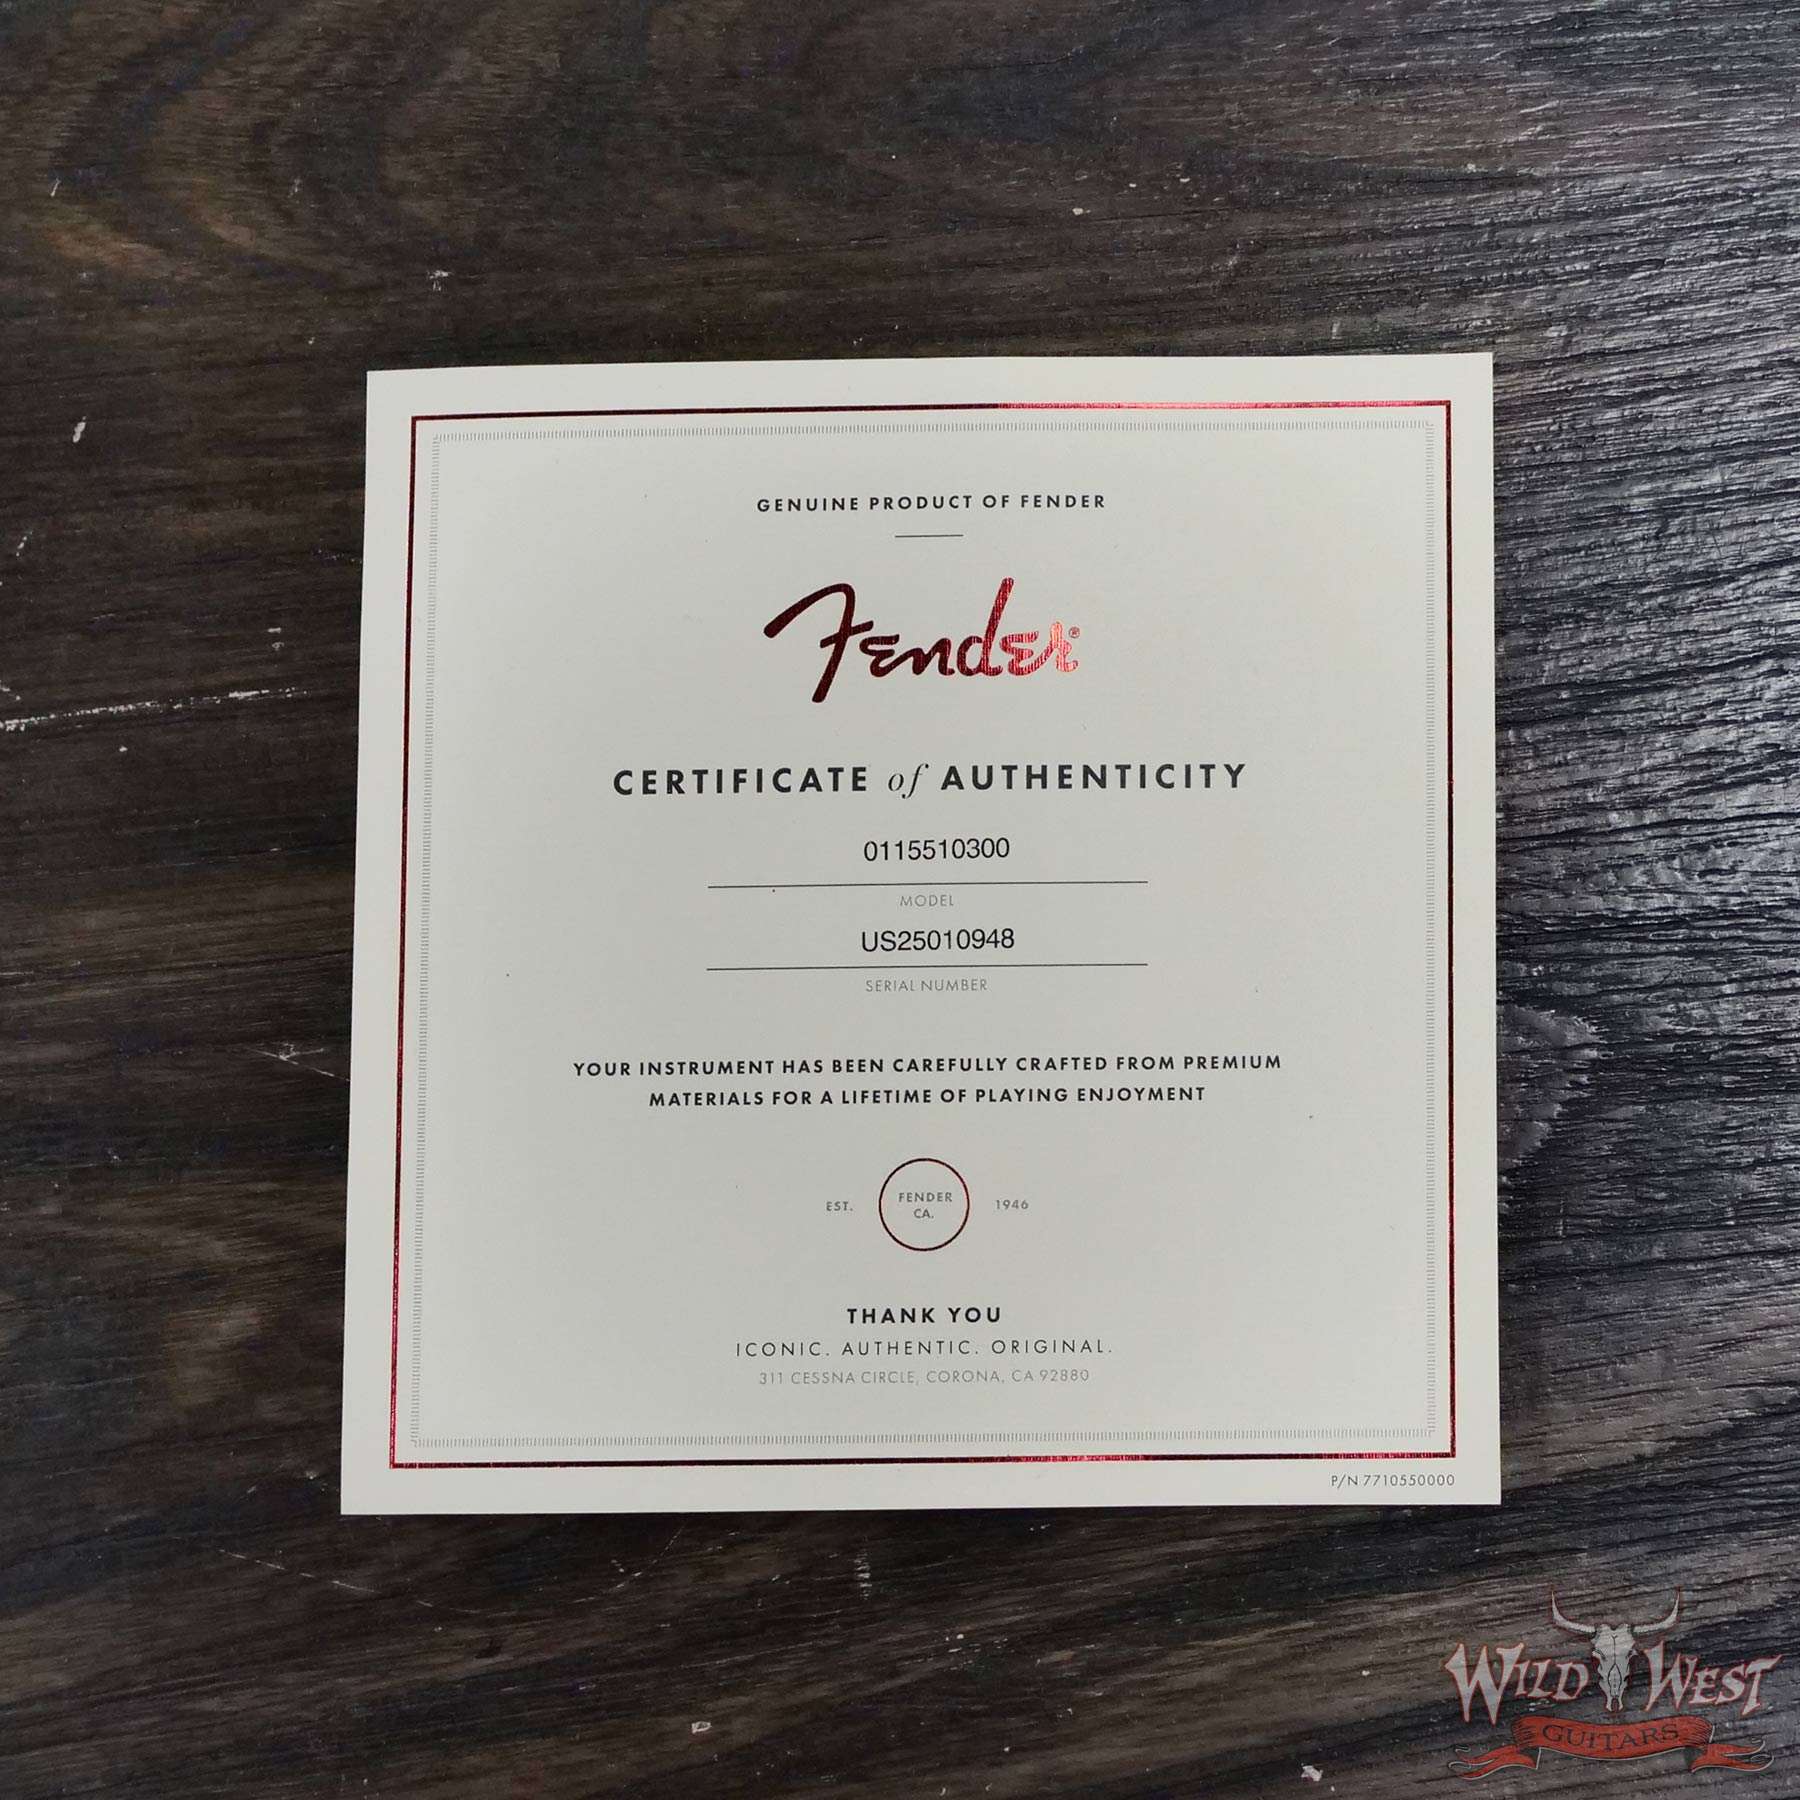 GENUINE PRODUCT OF FENDER
Fender®
CERTIFICATE of AUTHENTICITY
0115510300
MODEL
US25010948
SERIAL NUMBER
YOUR INSTRUMENT HAS BEEN CAREFULLY CRAFTED FROM PREMIUM
MATERIALS FOR A LIFETIME OF PLAYING ENJOYMENT
EST. FENDER CA. 1946
THANK YOU
ICONIC. AUTHENTIC. ORIGINAL.
311 CESSNA CIRCLE, CORONA, CA 92880
P/N 7710550000
WILD WEST
GUITARS